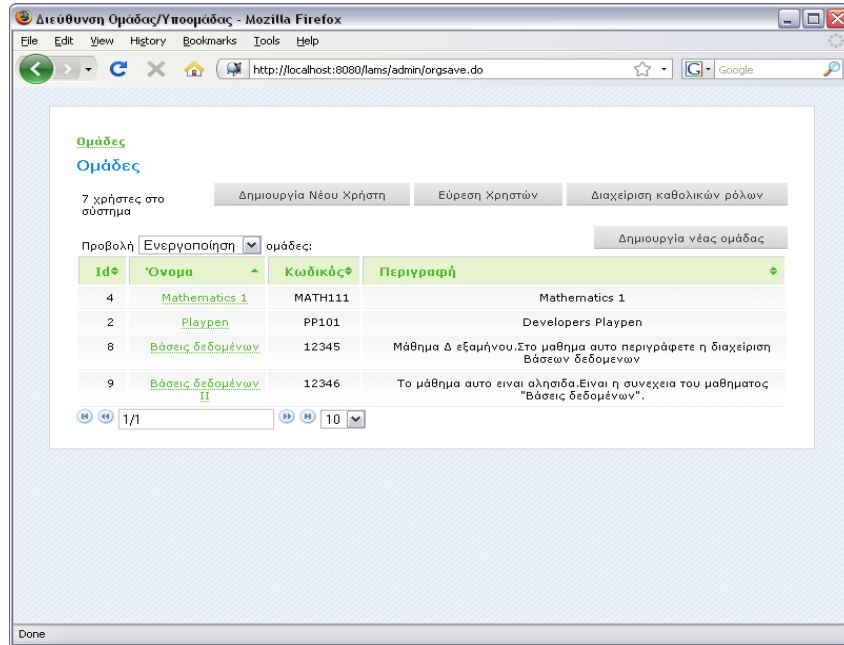 Διεύθυνση Ομάδας/Υποομάδας - Mozilla Firefox
File Edit View History Bookmarks Tools Help
http://localhost:8080/lams/admin/orgsave.do G Google
Ομάδες
Ομάδες
7 χρήστες στο
σύστημα
Δημιουργία Νέου Χρήστη Εύρεση Χρηστών Διαχείριση καθολικών ρόλων
Δημιουργία νέας ομάδας
Προβολή Ενεργοποίηση ομάδες:
Id Όνομα Κωδικός Περιγραφή
4 Mathematics 1 MATH111 Mathematics 1
2 Playpen PP101 Developers Playpen
8 Βάσεις δεδομένων 12345 Μάθημα Δ εξαμήνου.Στο μαθημα αυτο περιγράφετε η διαχείριση
Βάσεων δεδομενων
9 Βάσεις δεδομένων 12346 Το μάθημα αυτο ειναι αλησιδα.Ειναι η συνεχεια του μαθηματος
II "Βάσεις δεδομένων".
1/1 10
Done